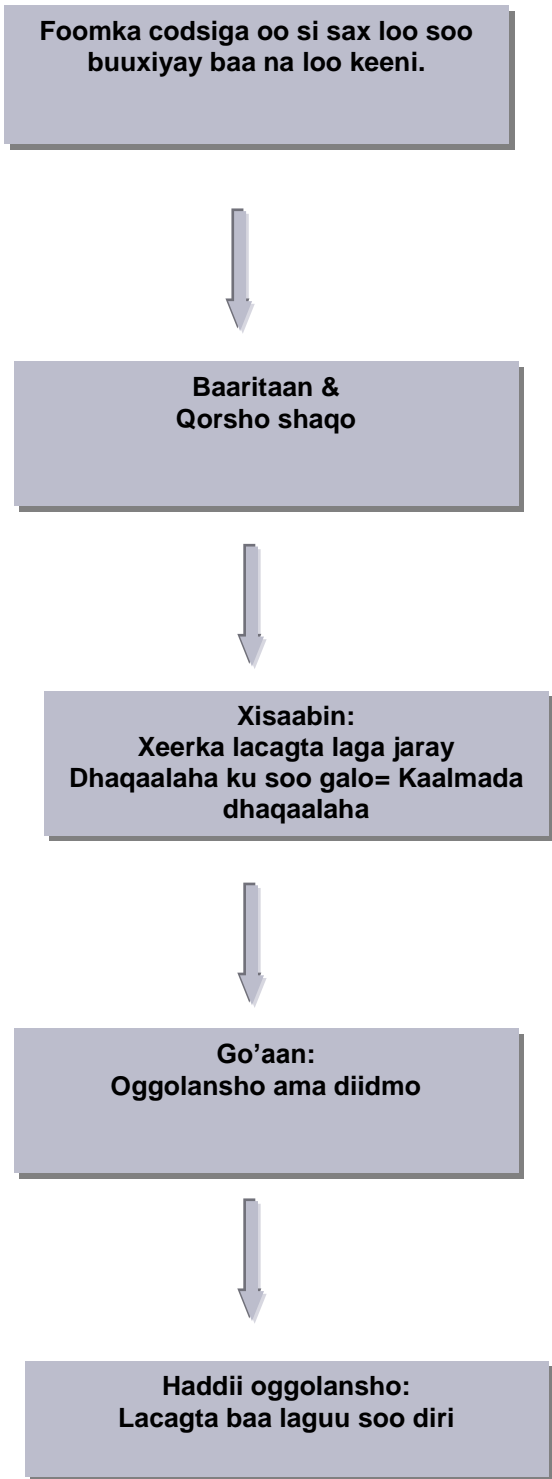 Foomka codsiga oo si sax loo soo
buuxiyay baa na loo keeni.
Baaritaan &
Qorsho shaqo
Xisaabin:
Xeerka lacagta laga jaray
Dhaqaalaha ku soo galo= Kaalmada
dhaqaalaha
Go’aan:
Oggolansho ama diidmo
Haddii oggolansho:
Lacagta baa laguu soo diri